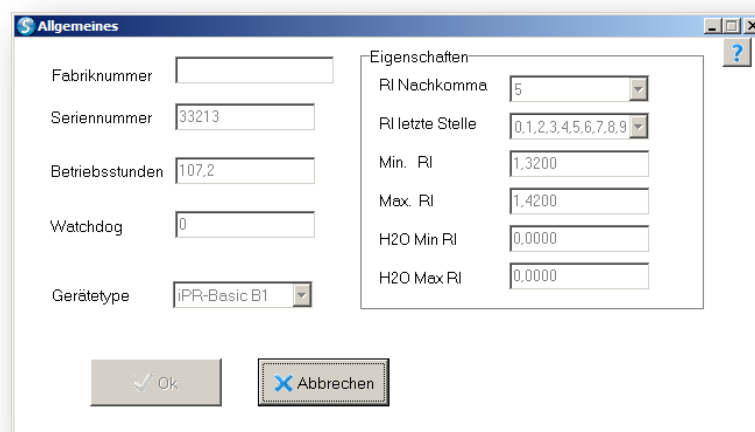 Allgemeines
?
Fabriknummer
Seriennummer 33213
Betriebsstunden 107,2
Watchdog 0
Gerätetype iPR-Basic B1
Eigenschaften
RI Nachkomma 5
RI letzte Stelle 0,1,2,3,4,5,6,7,8,9
Min. RI 1,3200
Max. RI 1,4200
H2O Min RI 0,0000
H2O Max RI 0,0000
Ok
Abbrechen